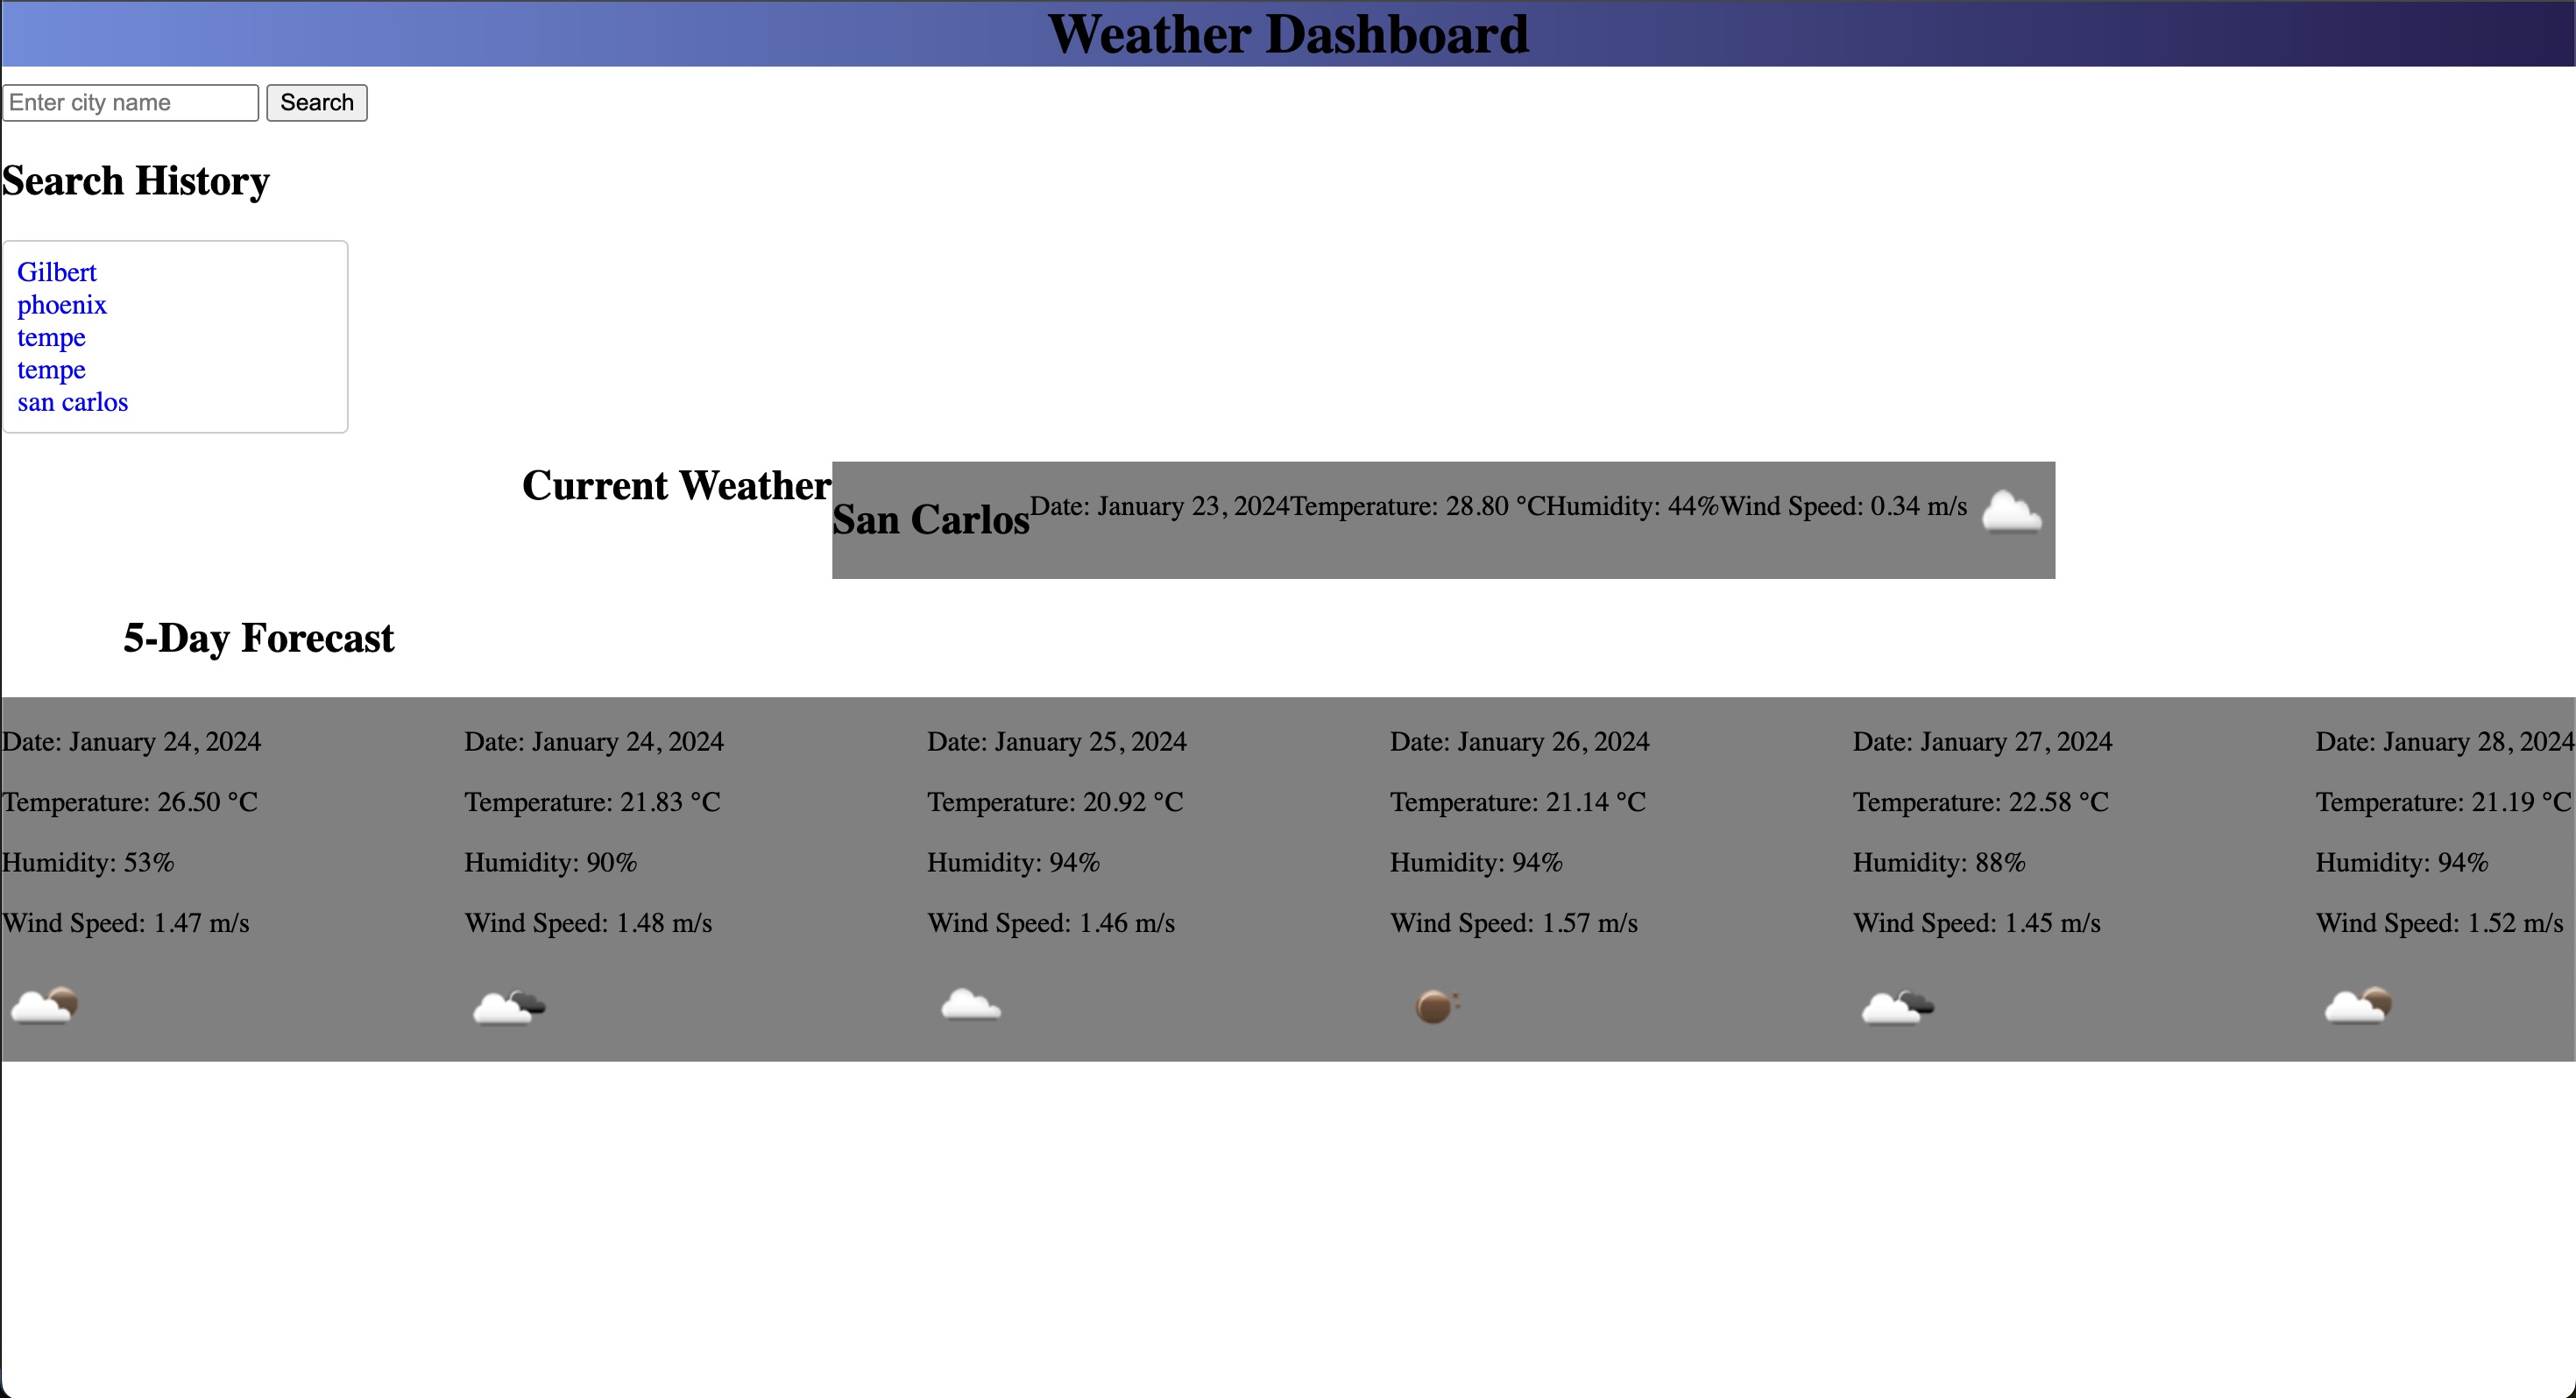 Weather Dashboard
Enter city name Search
Search History
Gilbert
phoenix
tempe
tempe
san carlos
Current Weather
San Carlos Date: January 23, 2024Temperature: 28.80 °CHumidity: 44%Wind Speed: 0.34 m/s
5-Day Forecast
Date: January 24, 2024
Temperature: 26.50 °C
Humidity: 53%
Wind Speed: 1.47 m/s
Date: January 24, 2024
Temperature: 21.83 °C
Humidity: 90%
Wind Speed: 1.48 m/s
Date: January 25, 2024
Temperature: 20.92 °C
Humidity: 94%
Wind Speed: 1.46 m/s
Date: January 26, 2024
Temperature: 21.14 °C
Humidity: 94%
Wind Speed: 1.57 m/s
Date: January 27, 2024
Temperature: 22.58 °C
Humidity: 88%
Wind Speed: 1.45 m/s
Date: January 28, 2024
Temperature: 21.19 °C
Humidity: 94%
Wind Speed: 1.52 m/s